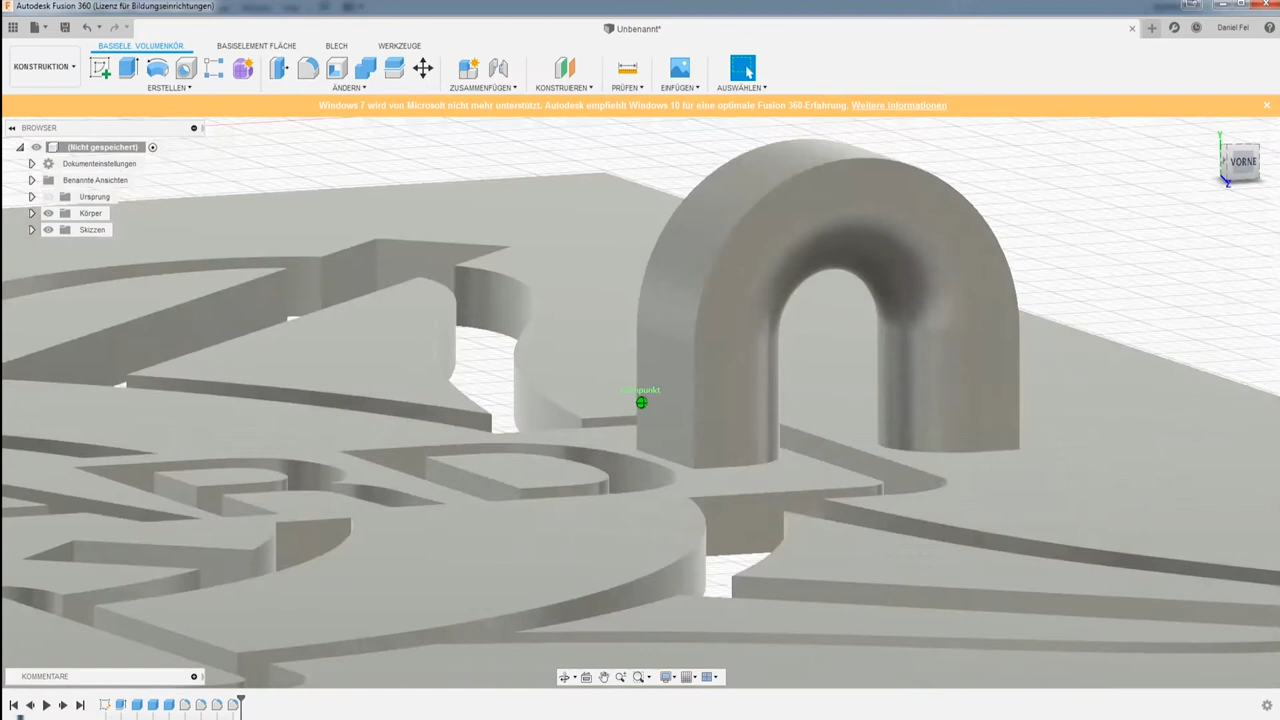 Autodesk Fusion 360 (Lizenz für Bildungseinrichtungen)
Unbenannt*
Daniel Fei
BASISELE. VOLUMENKÖR.
BASISELEMENT FLÄCHE
BLECH
WERKZEUGE
KONSTRUKTION
ERSTELLEN
ÄNDERN
ZUSAMMENFÜGEN
KONSTRUIEREN
PRÜFEN
EINFÜGEN
AUSWÄHLEN
Windows 7 wird von Microsoft nicht mehr unterstützt. Autodesk empfiehlt Windows 10 für eine optimale Fusion 360-Erfahrung. Weitere Informationen
BROWSER
(Nicht gespeichert)
Dokumenteinstellungen
Benannte Ansichten
Ursprung
Körper
Skizzen
Y
VORNE
Z
KOMMENTARE